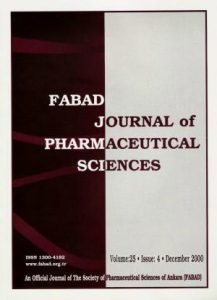 FABAD
JOURNAL of
PHARMACEUTICAL
SCIENCES
ISSN 1300-4182
www.fabad.org.tr
Volume:25 • Issue: 4 • December 2000
An Official Journal of The Society of Pharmaceutical Sciences of Ankara [FABAD]